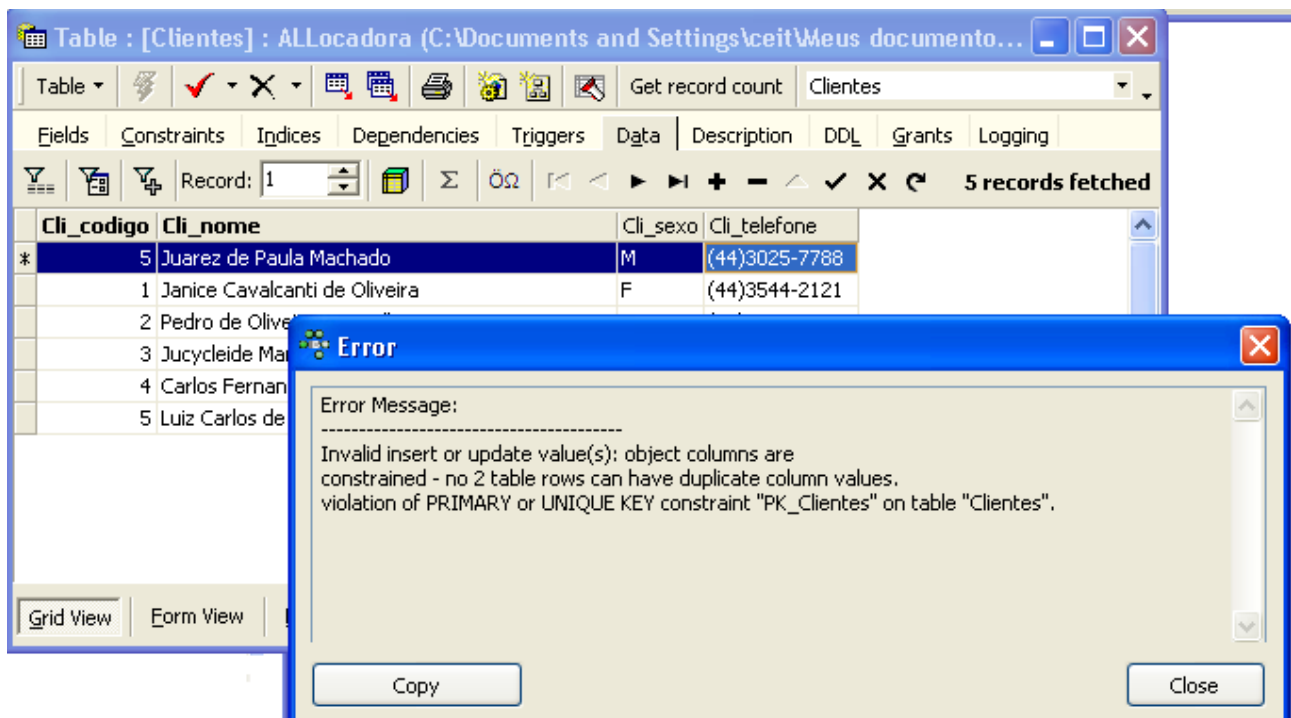 Table : [Clientes] : ALLocadora (C:\Documents and Settings\ceit\Meus documento...
Table Get record count Clientes
Fields Constraints Indices Dependencies Triggers Data Description DDL Grants Logging
Record: 1 Σ ÖΩ 5 records fetched
Cli_codigo Cli_nome Cli_sexo Cli_telefone
* 5 Juarez de Paula Machado M (44)3025-7788
1 Janice Cavalcanti de Oliveira F (44)3544-2121
2 Pedro de
3 Jucycleide
4 Carlos
5 Luiz Carlos de
Error
Error Message:
----------------------------------------
Invalid insert or update value(s): object columns are
constrained - no 2 table rows can have duplicate column values.
violation of PRIMARY or UNIQUE KEY constraint "PK_Clientes" on table "Clientes".
Grid View Form View
Copy Close